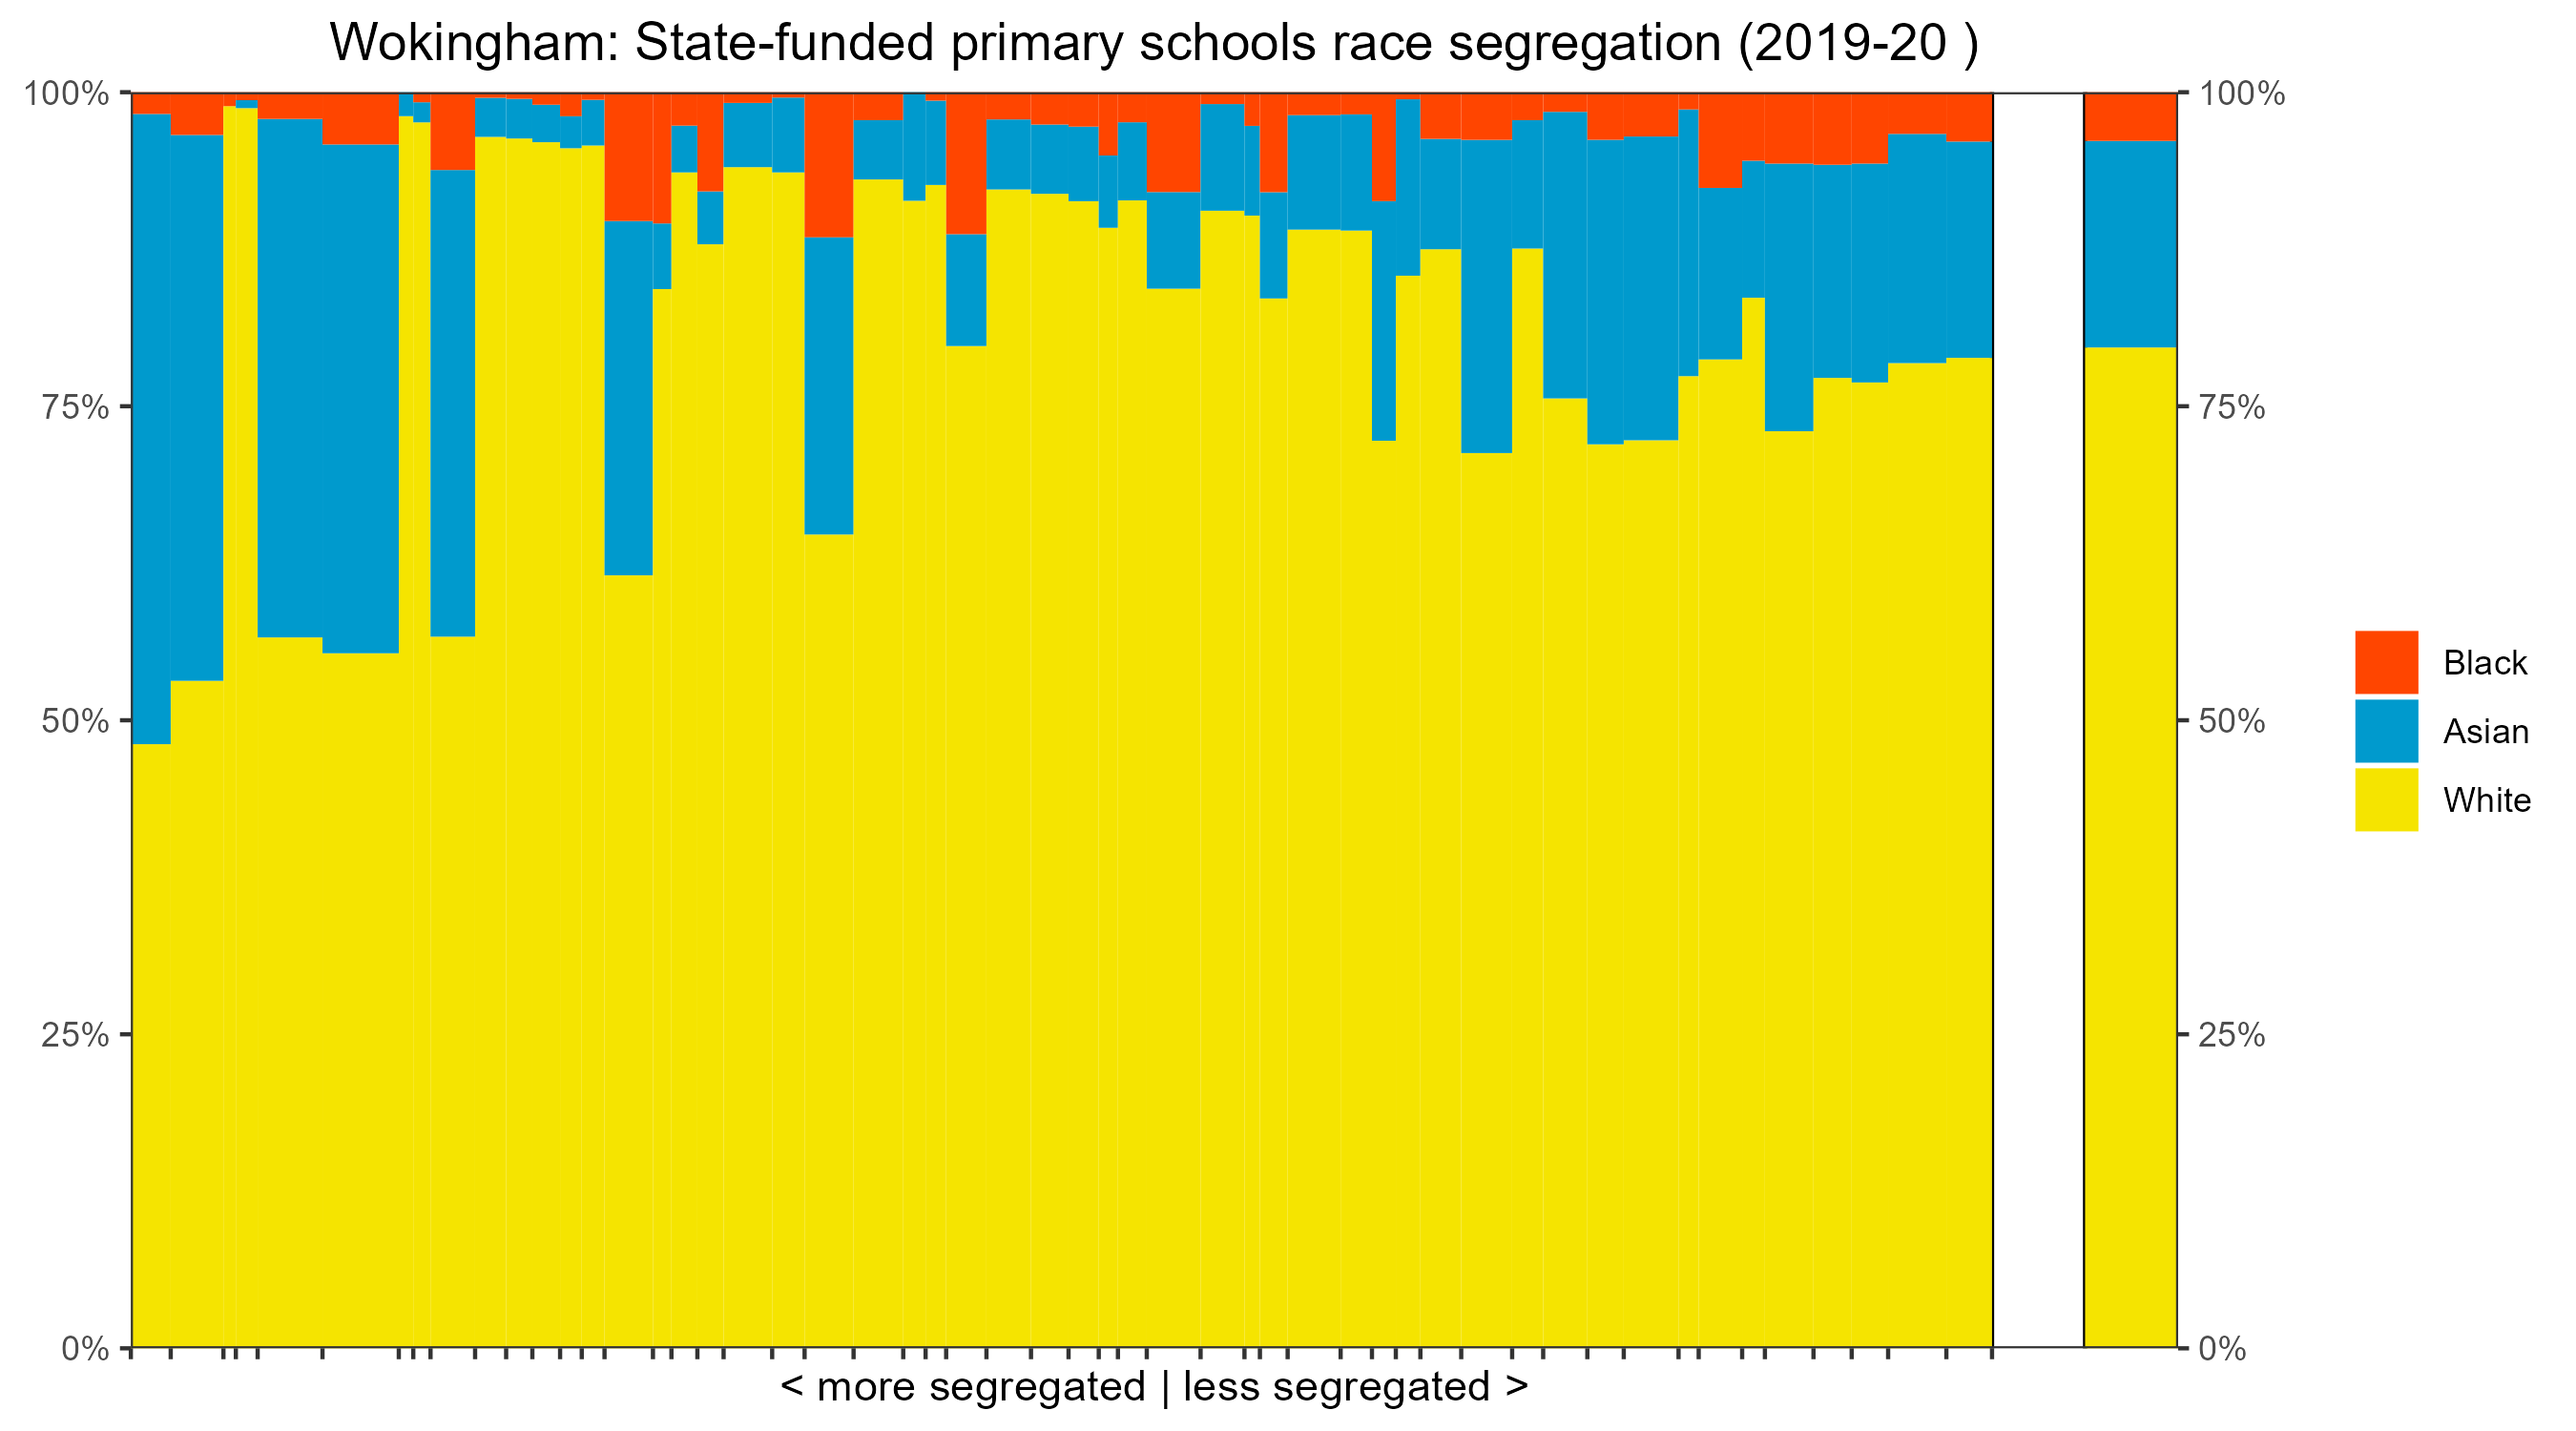 Wokingham: State-funded primary schools race segregation (2019-20 )
100%
75%
50%
25%
0%
100%
75%
50%
25%
0%
Black
Asian
White
< more segregated | less segregated >